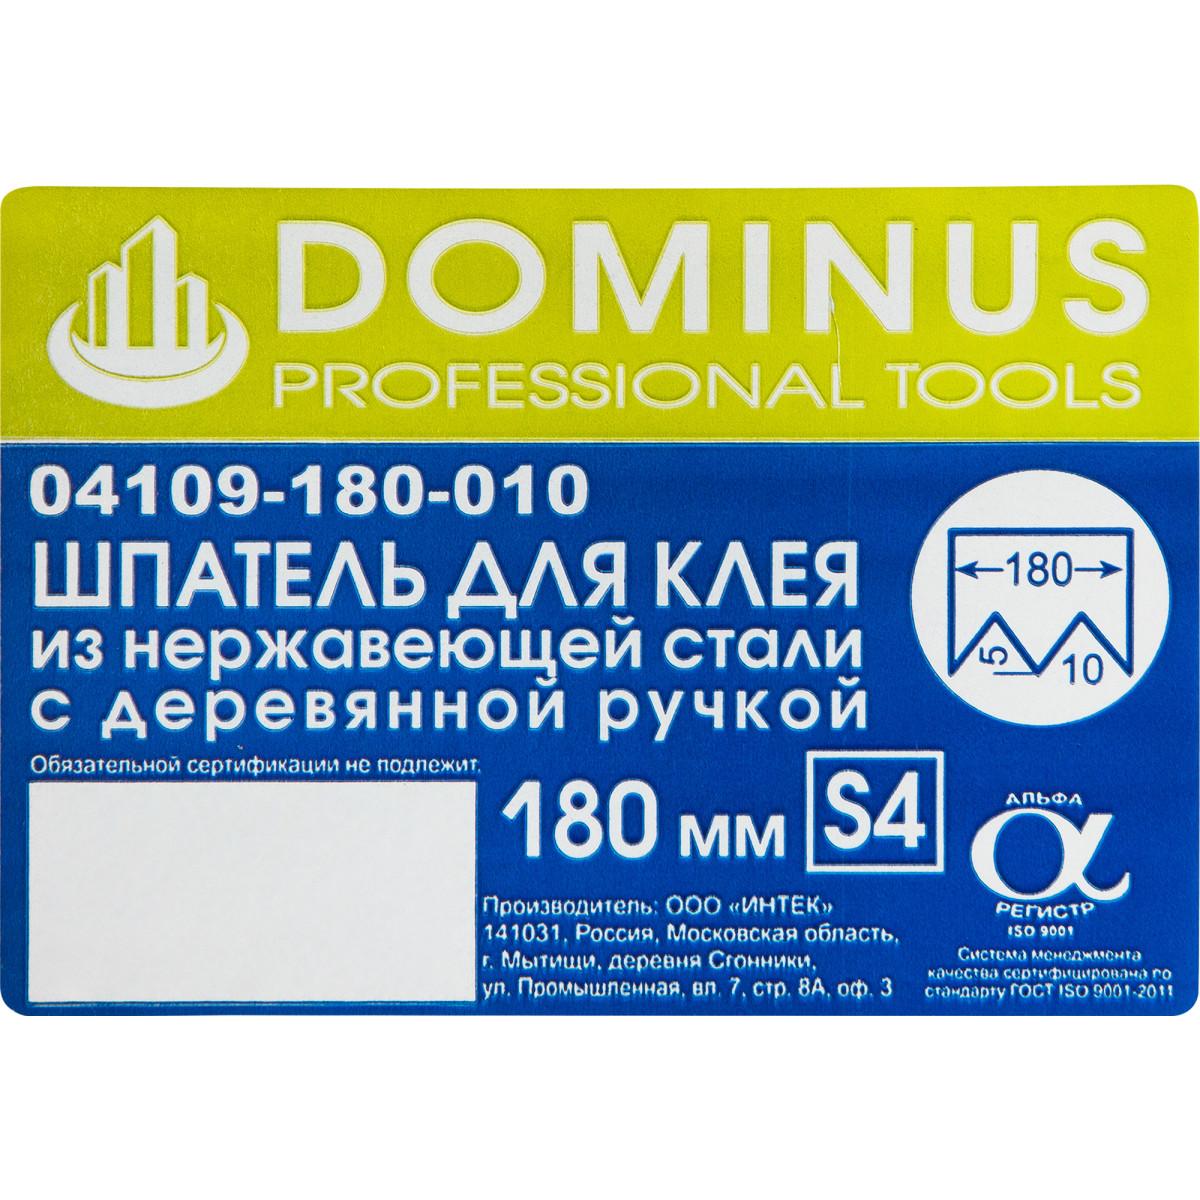 DOMINUS
PROFESSIONAL TOOLS
04109-180-010
ШПАТЕЛЬ ДЛЯ КЛЕЯ
из нержавеющей стали
с деревянной ручкой
180
5
10
Обязательной сертификации не подлежит.
180 мм S4
АЛЬФА
α
РЕГИСТР
ISO 9001
Производитель: ООО «ИНТЕК»
141031, Россия, Московская область,
г. Мытищи, деревня Сгонники,
ул. Промышленная, вл. 7, стр. 8А, оф. 3
Система менеджмента
качества сертифицирована по
стандарту ГОСТ ISO 9001-2011